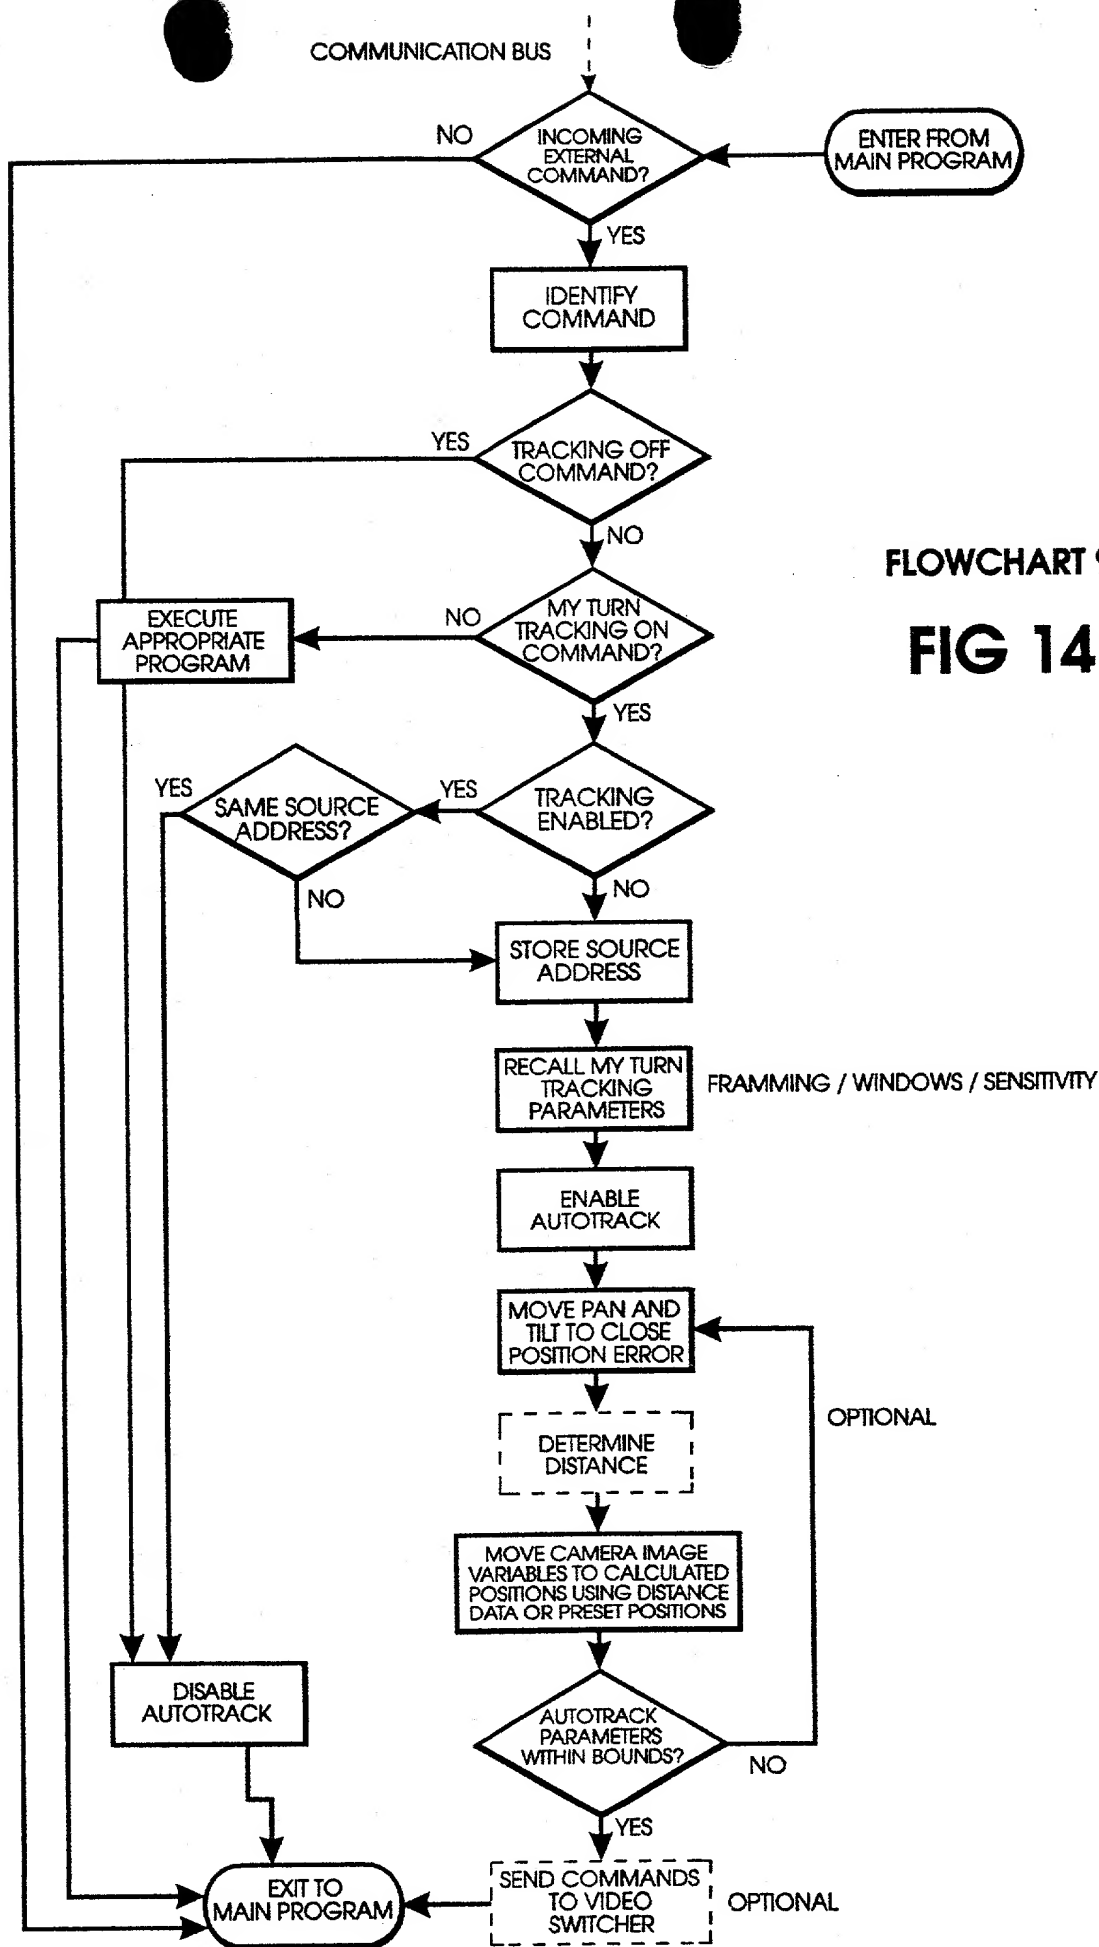 COMMUNICATION BUS
NO
INCOMING
EXTERNAL
COMMAND?
ENTER FROM
MAIN PROGRAM
YES
IDENTIFY
COMMAND
YES
TRACKING OFF
COMMAND?
NO
FLOWCHART
FIG 14
EXECUTE
APPROPRIATE
PROGRAM
NO
MY TURN
TRACKING ON
COMMAND?
YES
YES
SAME SOURCE
ADDRESS?
YES
TRACKING
ENABLED?
NO
NO
STORE SOURCE
ADDRESS
RECALL MY TURN
TRACKING
PARAMETERS
FRAMMING / WINDOWS / SENSITIVITY
ENABLE
AUTOTRACK
MOVE PAN AND
TILT TO CLOSE
POSITION ERROR
OPTIONAL
DETERMINE
DISTANCE
MOVE CAMERA IMAGE
VARIABLES TO CALCULATED
POSITIONS USING DISTANCE
DATA OR PRESET POSITIONS
DISABLE
AUTOTRACK
AUTOTRACK
PARAMETERS
WITHIN BOUNDS?
NO
YES
EXIT TO
MAIN PROGRAM
SEND COMMANDS
TO VIDEO
SWITCHER
OPTIONAL